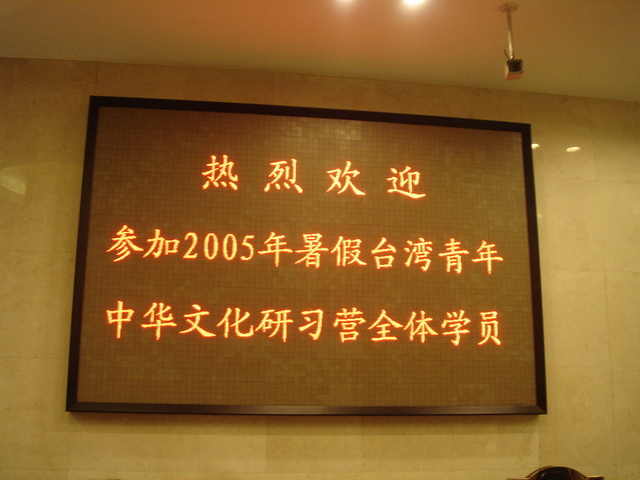 热烈欢迎
参加2005年暑假台湾青年
中华文化研习营全体学员